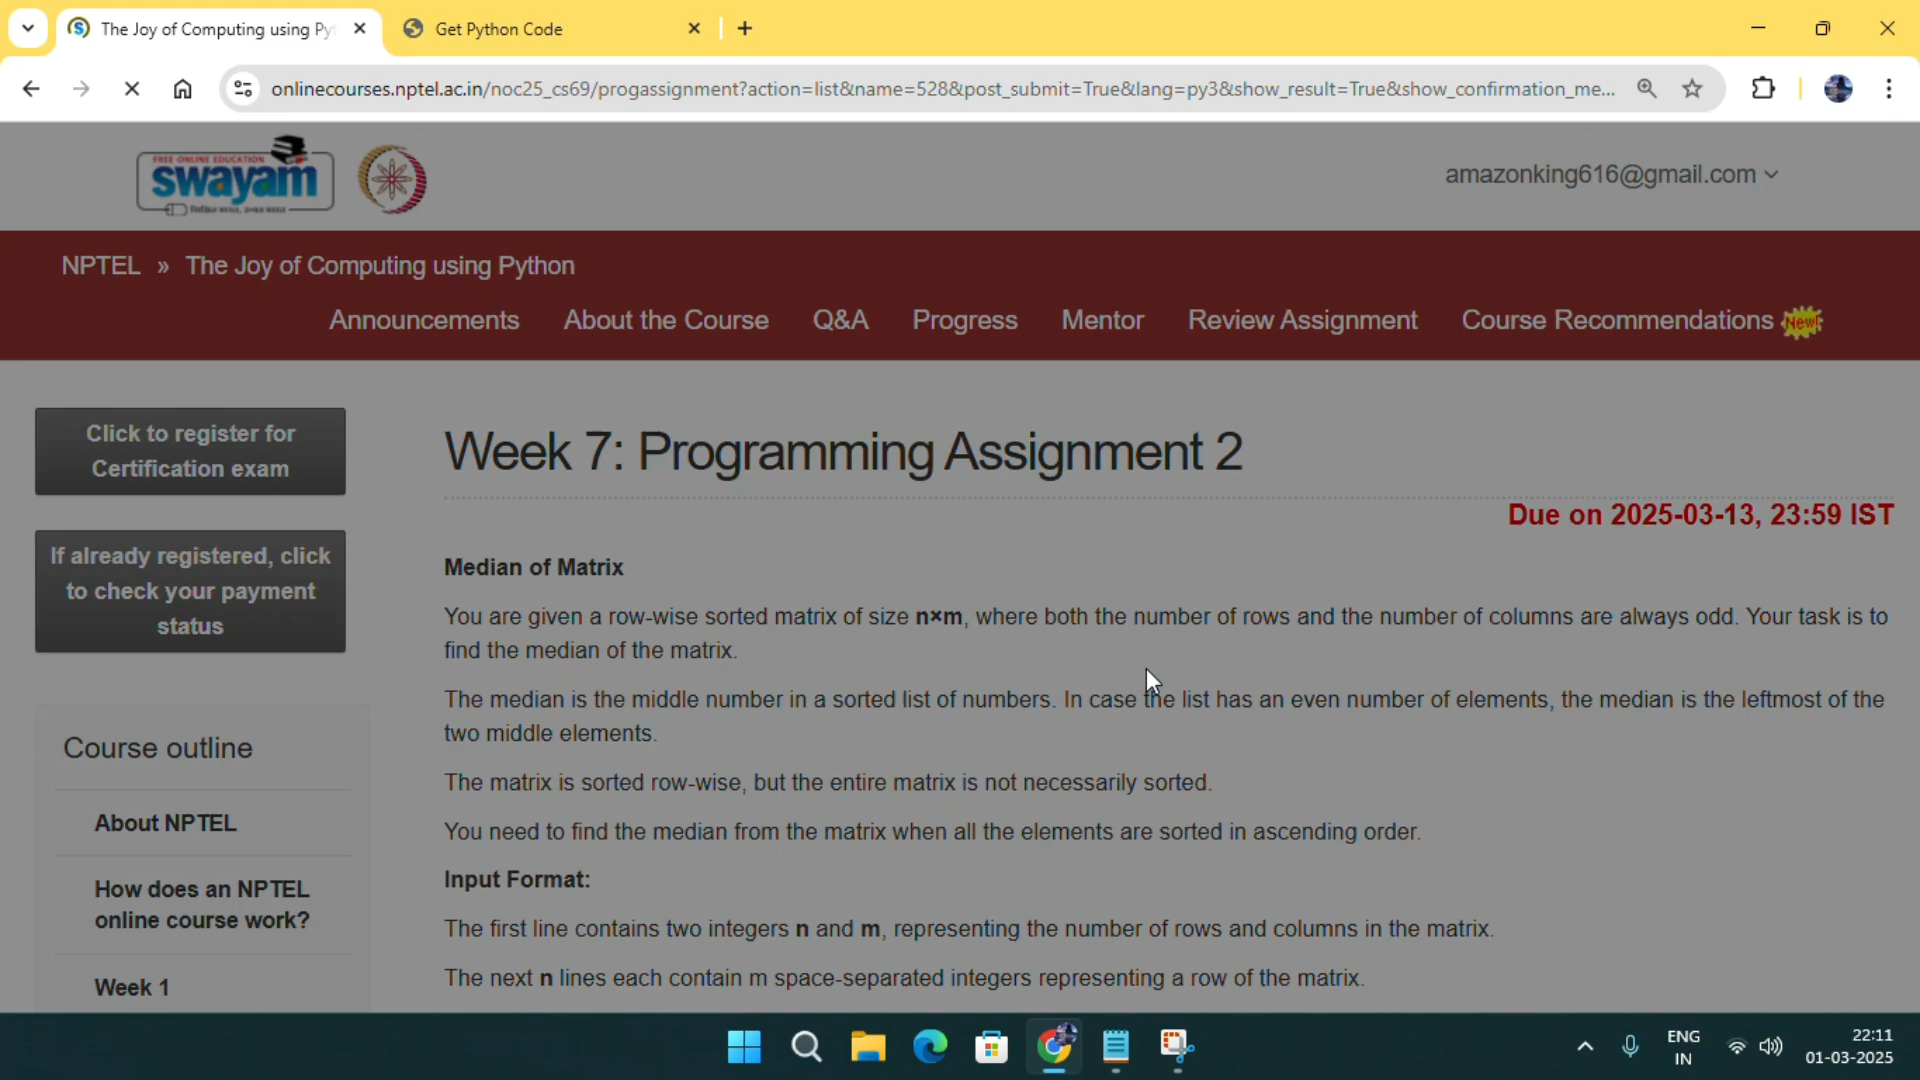 The Joy of Computing using Py
Get Python Code
onlinecourses.nptel.ac.in/noc25_cs69/progassignment?action=list&name=528&post_submit=True&lang=py3&show_result=True&show_confirmation_me...
FREE ONLINE EDUCATION
swayam
amazonking616@gmail.com
NPTEL » The Joy of Computing using Python
Announcements About the Course Q&A Progress Mentor Review Assignment Course Recommendations New!
Click to register for
Certification exam
If already registered, click
to check your payment
status
Course outline
About NPTEL
How does an NPTEL
online course work?
Week 1
Week 7: Programming Assignment 2
Due on 2025-03-13, 23:59 IST
Median of Matrix
You are given a row-wise sorted matrix of size n×m, where both the number of rows and the number of columns are always odd. Your task is to
find the median of the matrix.
The median is the middle number in a sorted list of numbers. In case the list has an even number of elements, the median is the leftmost of the
two middle elements.
The matrix is sorted row-wise, but the entire matrix is not necessarily sorted.
You need to find the median from the matrix when all the elements are sorted in ascending order.
Input Format:
The first line contains two integers n and m, representing the number of rows and columns in the matrix.
The next n lines each contain m space-separated integers representing a row of the matrix.
ENG
IN
22:11
01-03-2025